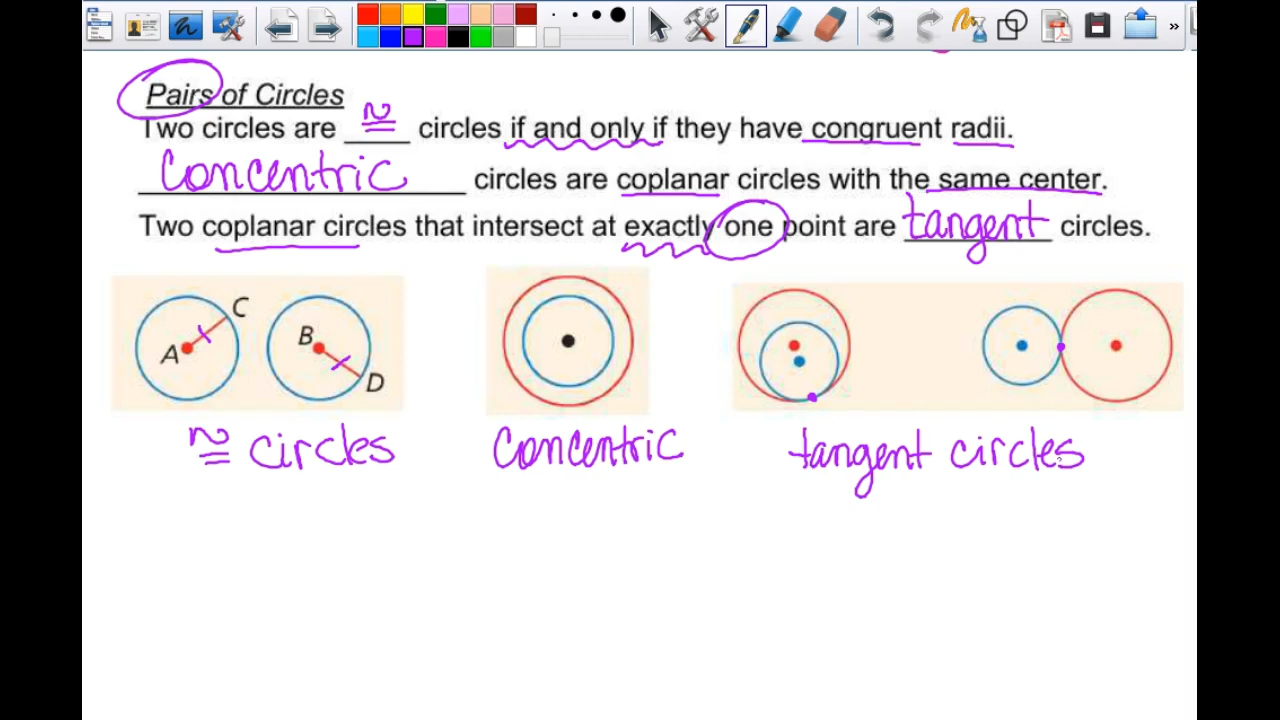 Pairs of Circles
Two circles are ≅ circles if and only if they have congruent radii.
Concentric circles are coplanar circles with the same center.
Two coplanar circles that intersect at exactly one point are tangent circles.
A C B D
≅ circles concentric tangent circles